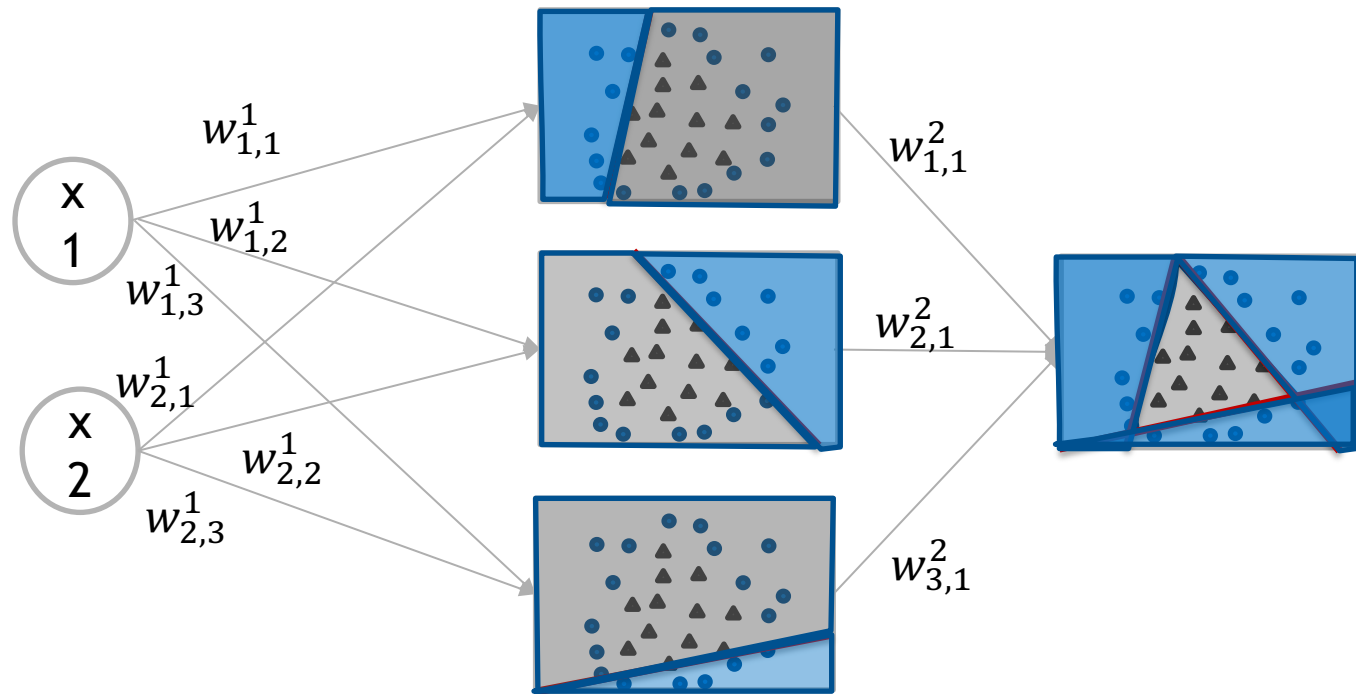 x
1
x
2
w^1_{1,1}
w^1_{1,2}
w^1_{1,3}
w^1_{2,1}
w^1_{2,2}
w^1_{2,3}
w^2_{1,1}
w^2_{2,1}
w^2_{3,1}